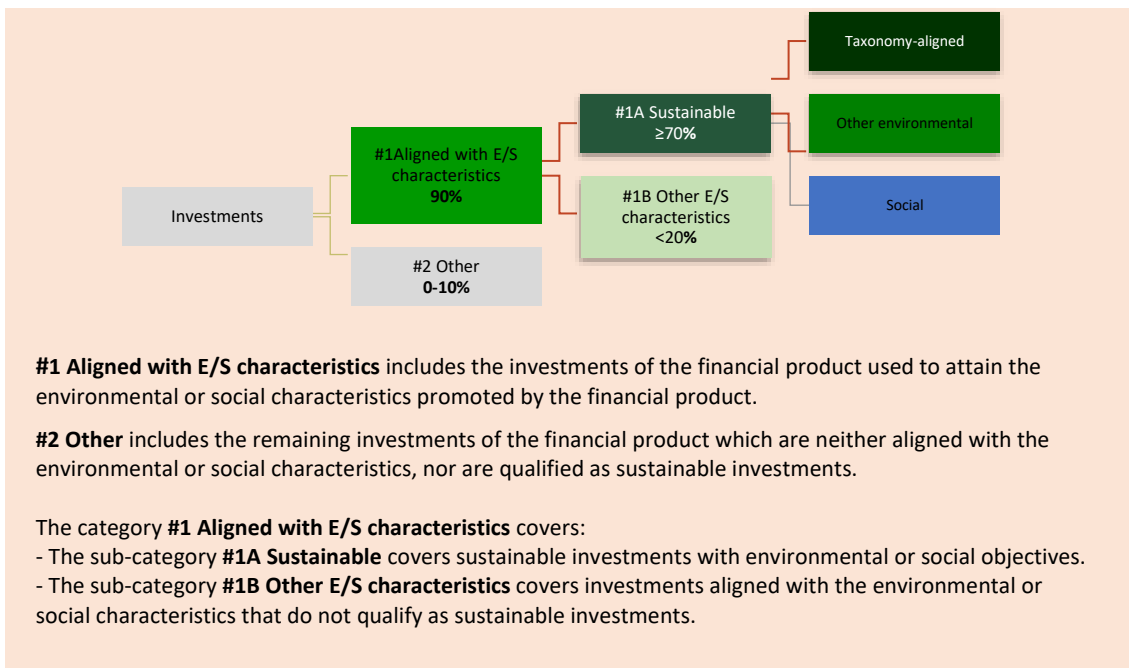 Taxonomy-aligned
#1A Sustainable
≥70%
Other environmental
#1Aligned with E/S
characteristics
90%
#1B Other E/S
characteristics
<20%
Social
Investments
#2 Other
0-10%
#1 Aligned with E/S characteristics includes the investments of the financial product used to attain the
environmental or social characteristics promoted by the financial product.
#2 Other includes the remaining investments of the financial product which are neither aligned with the
environmental or social characteristics, nor are qualified as sustainable investments.
The category #1 Aligned with E/S characteristics covers:
- The sub-category #1A Sustainable covers sustainable investments with environmental or social objectives.
- The sub-category #1B Other E/S characteristics covers investments aligned with the environmental or
social characteristics that do not qualify as sustainable investments.